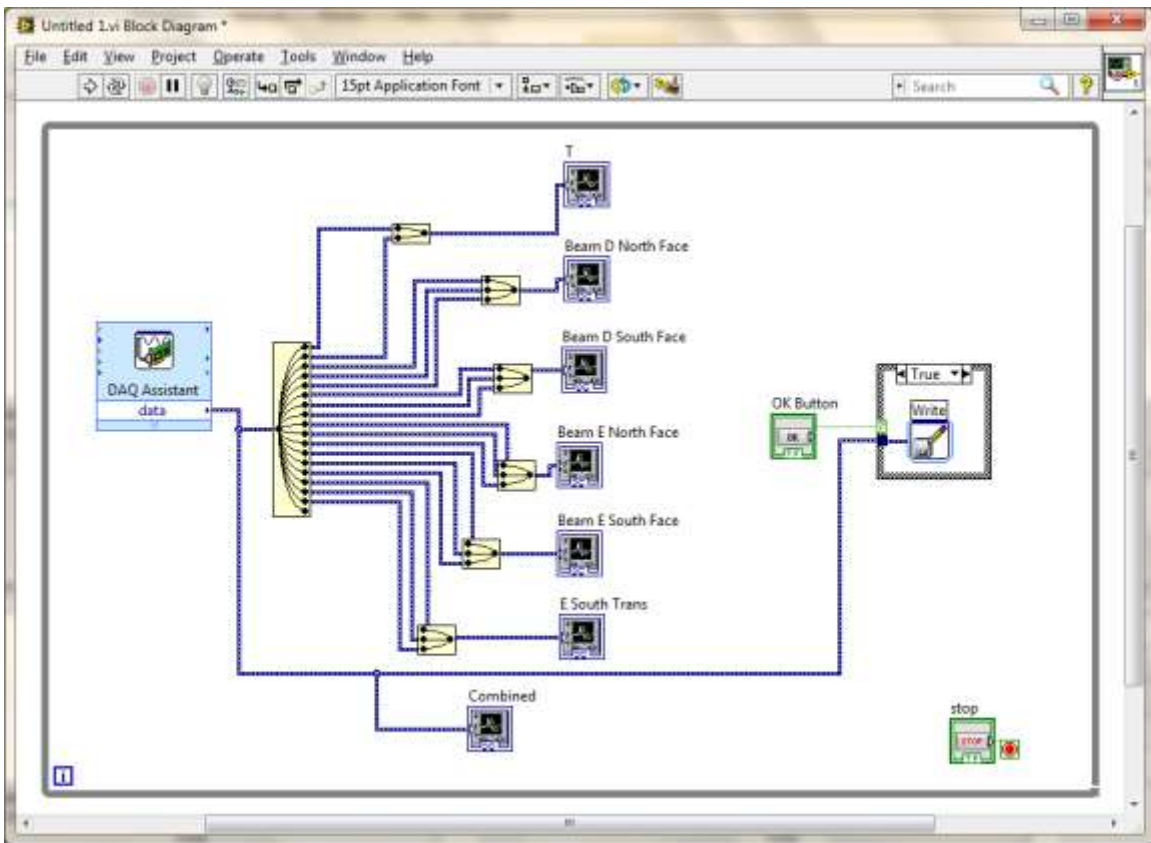 Untitled 1.vi Block Diagram *
File Edit View Project Operate Tools Window Help
15pt Application Font
Search
T
Beam D North Face
Beam D South Face
DAQ Assistant
data
True
OK Button
OK
Write
Beam E North Face
Beam E South Face
E South Trans
Combined
stop
STOP
i